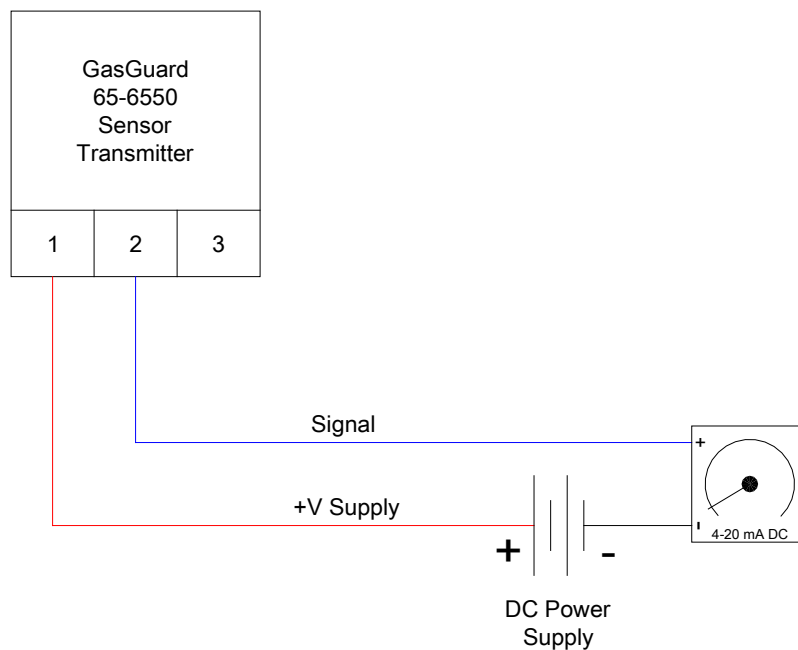 GasGuard
65-6550
Sensor
Transmitter
1 2 3
Signal
+
+V Supply
-
4-20 mA DC
+ -
DC Power
Supply